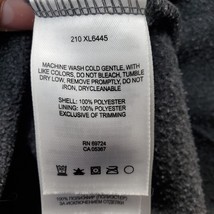 210 XL6445
MACHINE WASH COLD GENTLE, WITH
LIKE COLORS, DO NOT BLEACH, TUMBLE
DRY LOW, REMOVE PROMPTLY, DO NOT
IRON, DRYCLEANABLE
SHELL: 100% POLYESTER
LINING: 100% POLYESTER
EXCLUSIVE OF TRIMMING
RN 69724
CA 05367